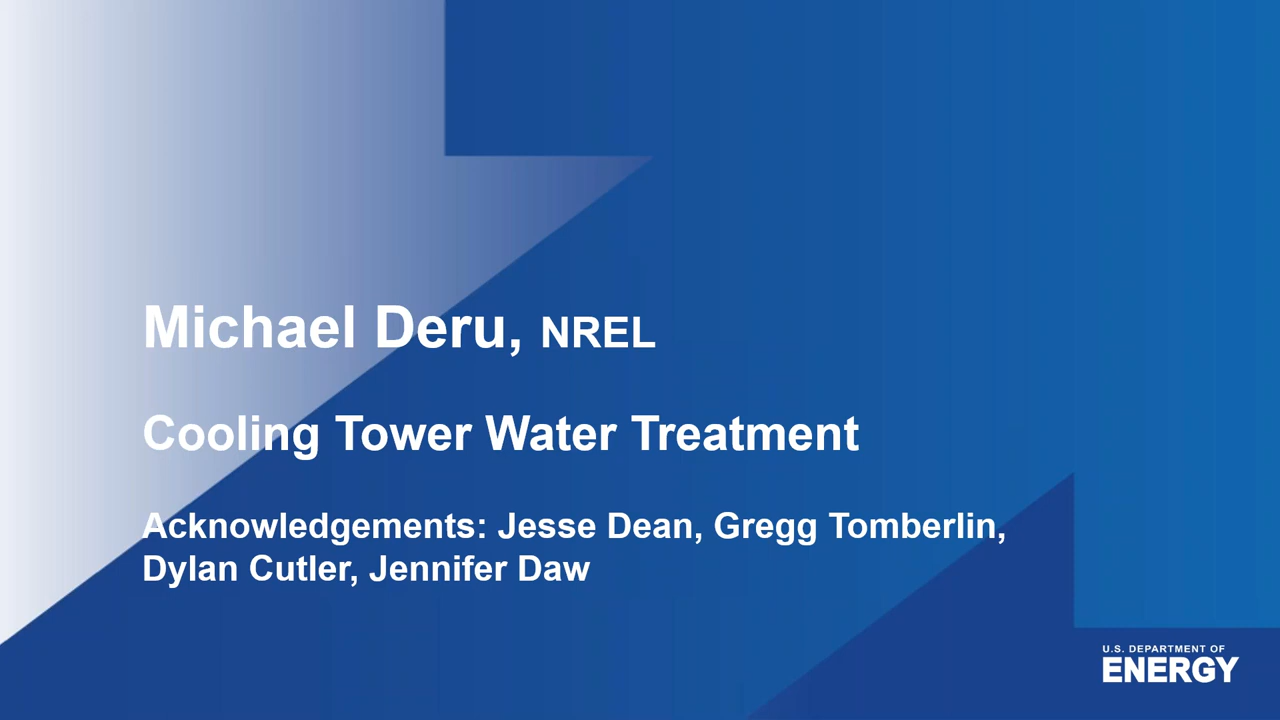 Michael Deru, NREL
Cooling Tower Water Treatment
Acknowledgements: Jesse Dean, Gregg Tomberlin,
Dylan Cutler, Jennifer Daw
U.S. DEPARTMENT OF
ENERGY